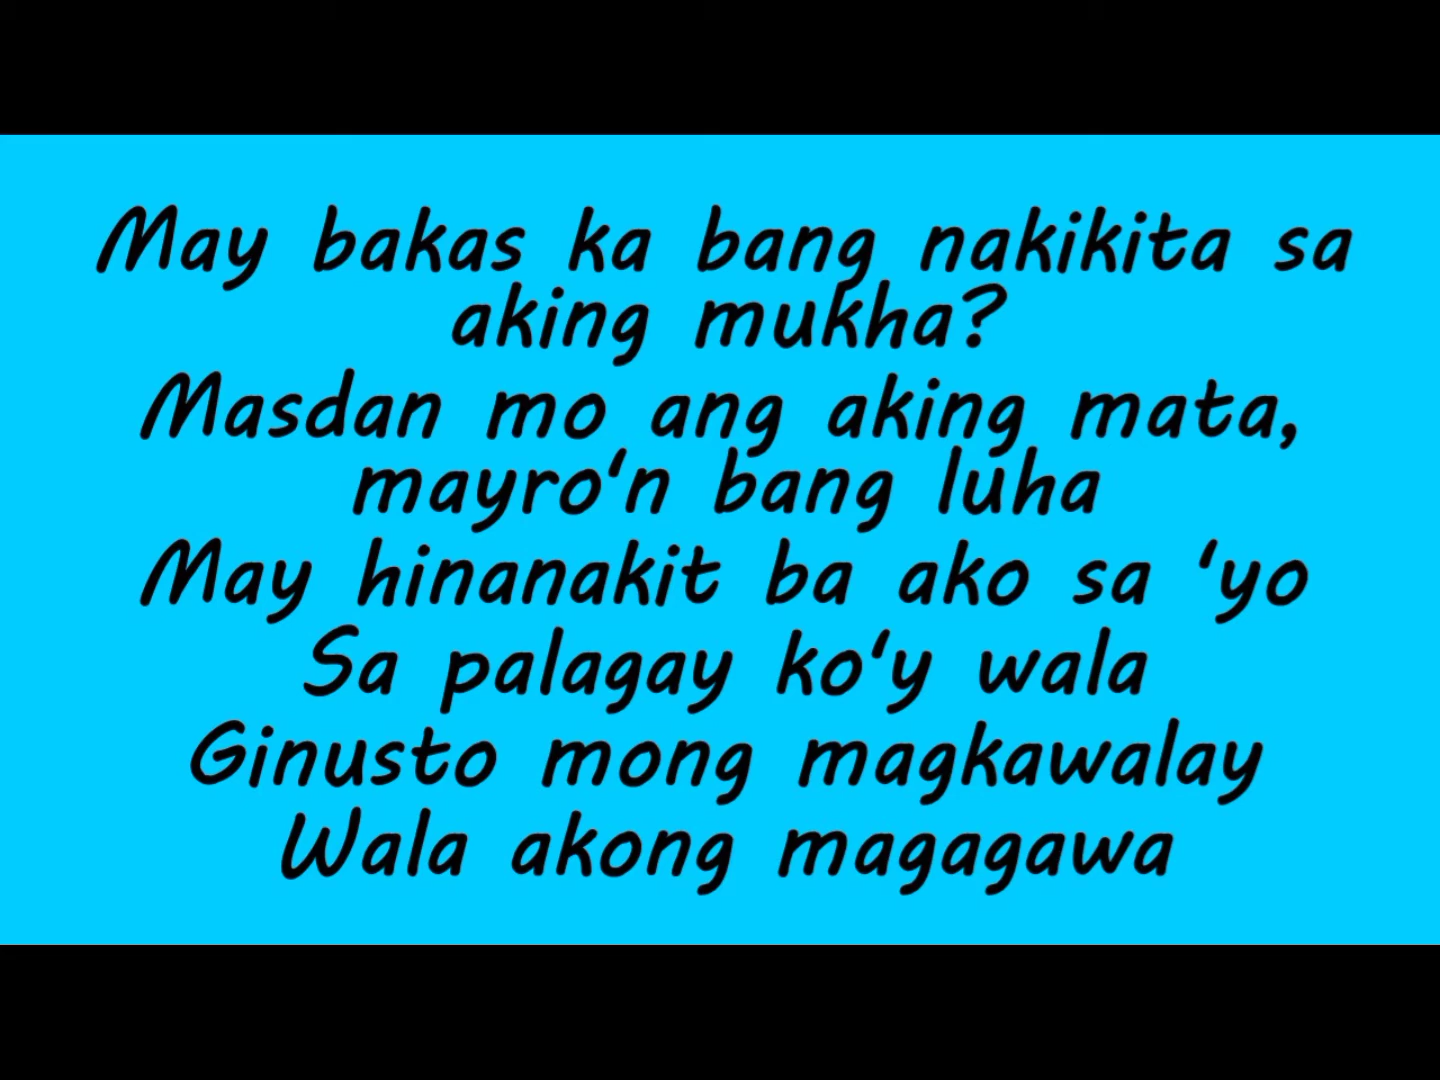 May bakas ka bang nakikita sa
aking mukha?
Masdan mo ang aking mata,
mayro‘n bang luha
May hinanakit ba ako sa ‘yo
Sa palagay ko‘y wala
Ginusto mong magkawalay
Wala akong magagawa